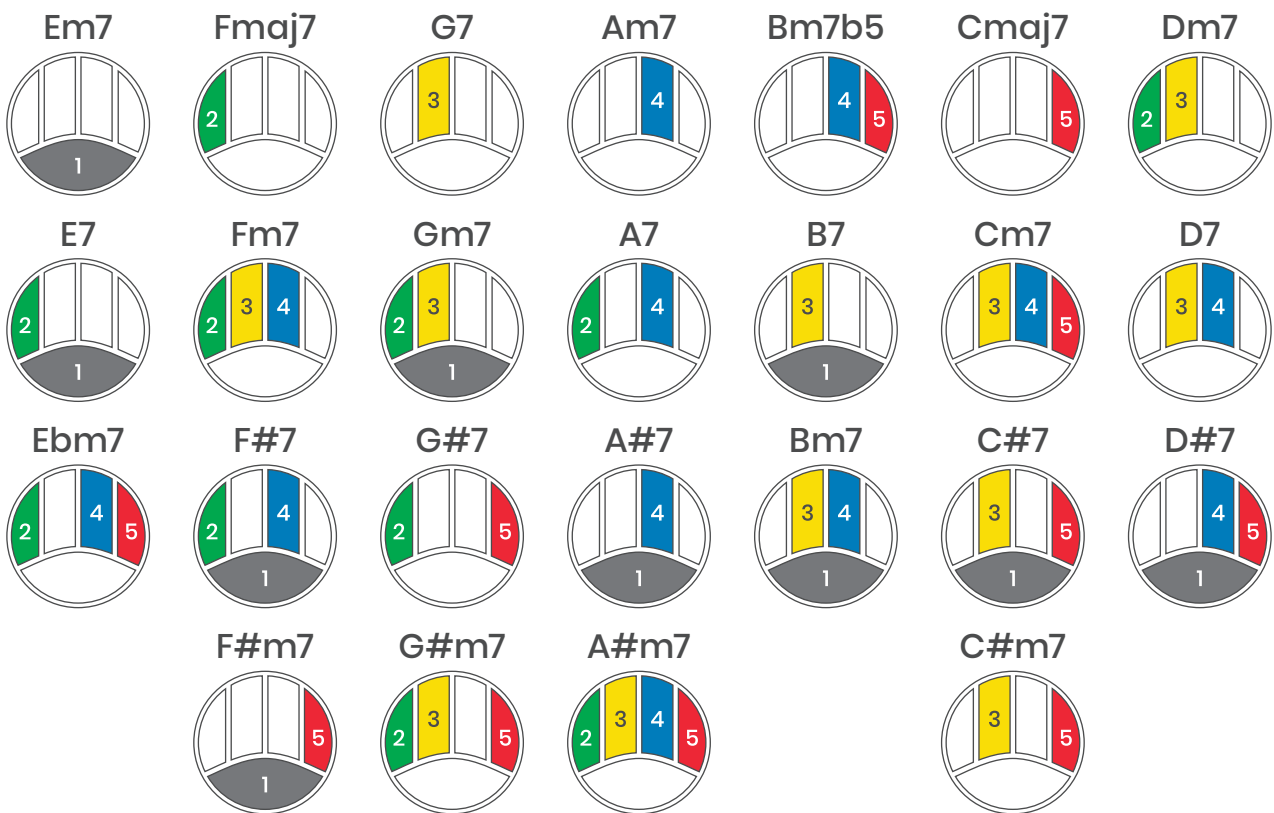 Em7 Fmaj7 G7 Am7 Bm7b5 Cmaj7 Dm7
2 3 4 4 5 5 2 3
1
E7 Fm7 Gm7 A7 B7 Cm7 D7
2 2 3 4 2 3 2 4 3 3 4 5 3 4
1 1 1
Ebm7 F#7 G#7 A#7 Bm7 C#7 D#7
2 4 5 2 4 2 5 4 3 4 3 5 4 5
1 1 1 1 1
F#m7 G#m7 A#m7 C#m7
5 2 3 5 2 3 4 5 3 5
1